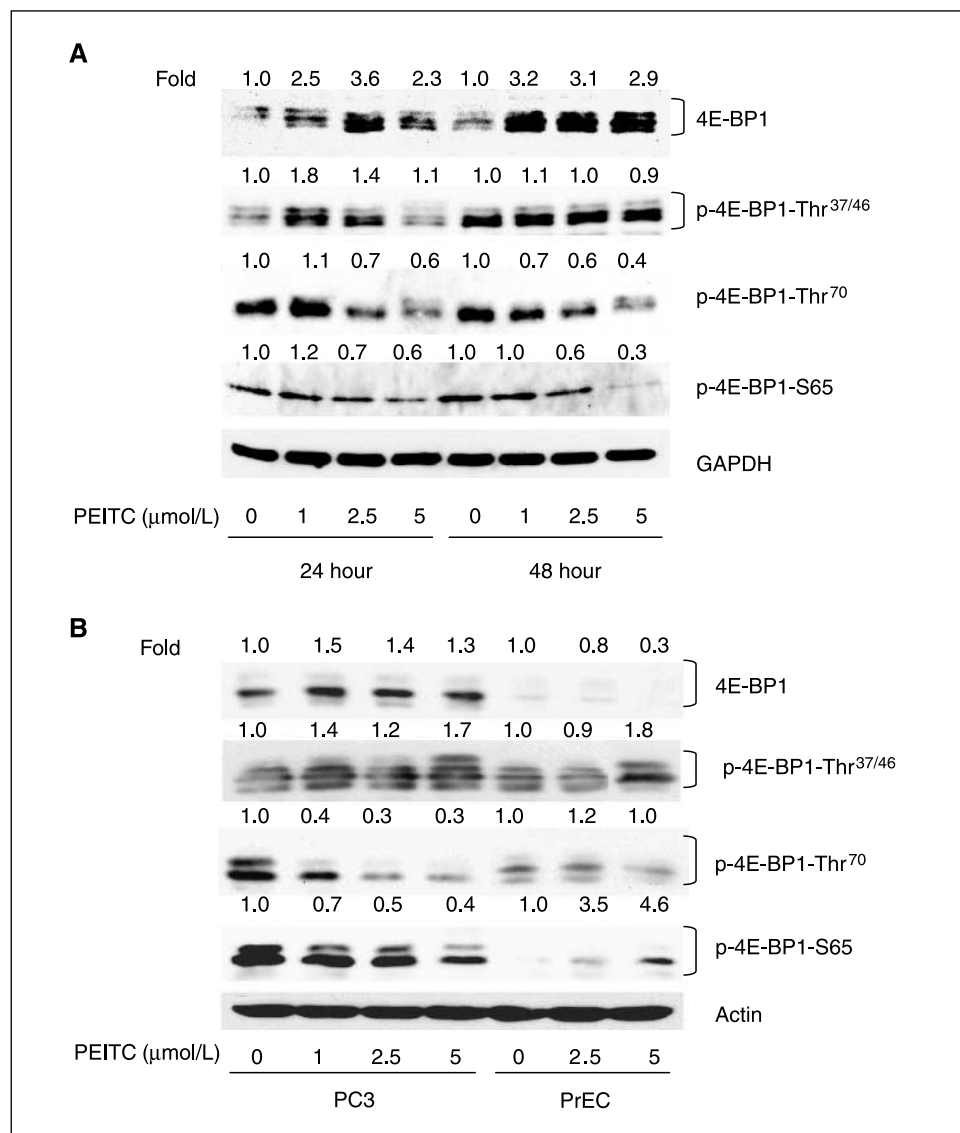 A
Fold 1.0 2.5 3.6 2.3 1.0 3.2 3.1 2.9
4E-BP1
1.0 1.8 1.4 1.1 1.0 1.1 1.0 0.9
p-4E-BP1-Thr37/46
1.0 1.1 0.7 0.6 1.0 0.7 0.6 0.4
p-4E-BP1-Thr70
1.0 1.2 0.7 0.6 1.0 1.0 0.6 0.3
p-4E-BP1-S65
GAPDH
PEITC (μmol/L) 0 1 2.5 5 0 1 2.5 5
24 hour 48 hour
B
Fold 1.0 1.5 1.4 1.3 1.0 0.8 0.3
4E-BP1
1.0 1.4 1.2 1.7 1.0 0.9 1.8
p-4E-BP1-Thr37/46
1.0 0.4 0.3 0.3 1.0 1.2 1.0
p-4E-BP1-Thr70
1.0 0.7 0.5 0.4 1.0 3.5 4.6
p-4E-BP1-S65
Actin
PEITC (μmol/L) 0 1 2.5 5 0 2.5 5
PC3 PrEC